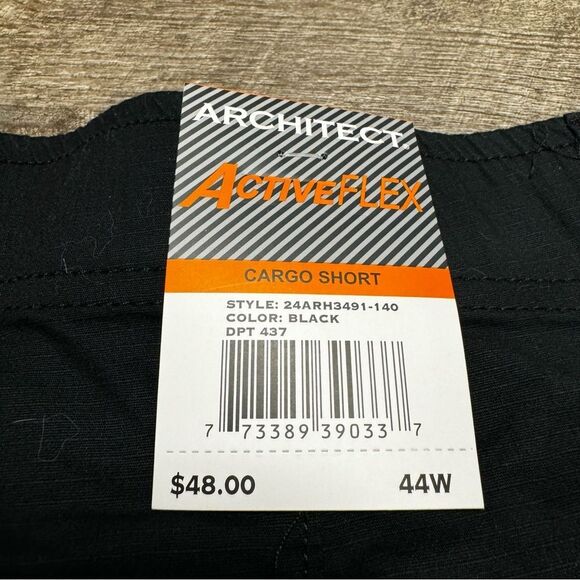 ARCHITECT®
ACTIVEFLEX
CARGO SHORT
STYLE: 24ARH3491-140
COLOR: BLACK
DPT 437
7 73389 39033 7
$48.00 44W